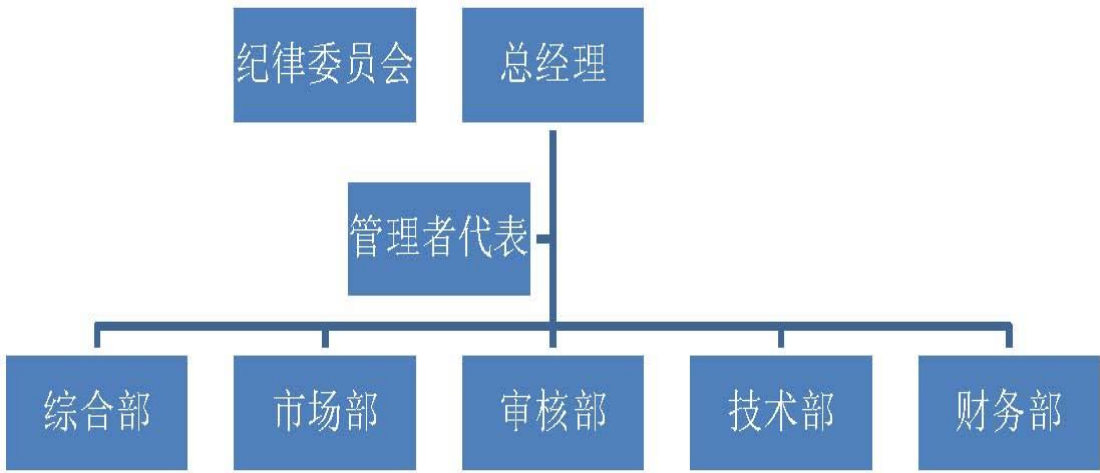 纪律委员会
总经理
管理者代表
综合部
市场部
审核部
技术部
财务部